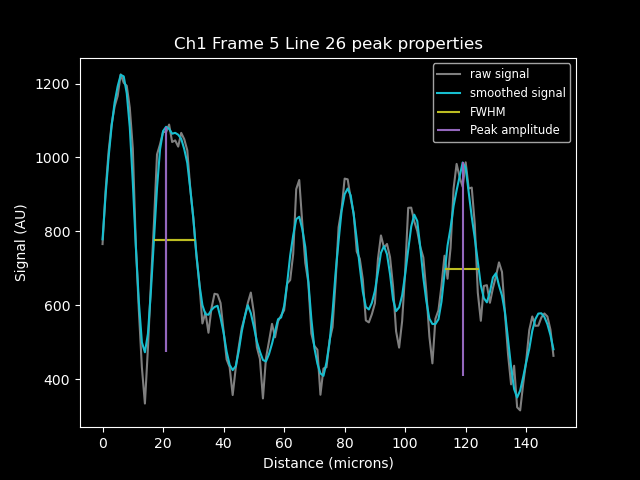 Ch1 Frame 5 Line 26 peak properties
raw signal
smoothed signal
FWHM
Peak amplitude
Signal (AU)
1200
1000
800
600
400
0 20 40 60 80 100 120 140
Distance (microns)